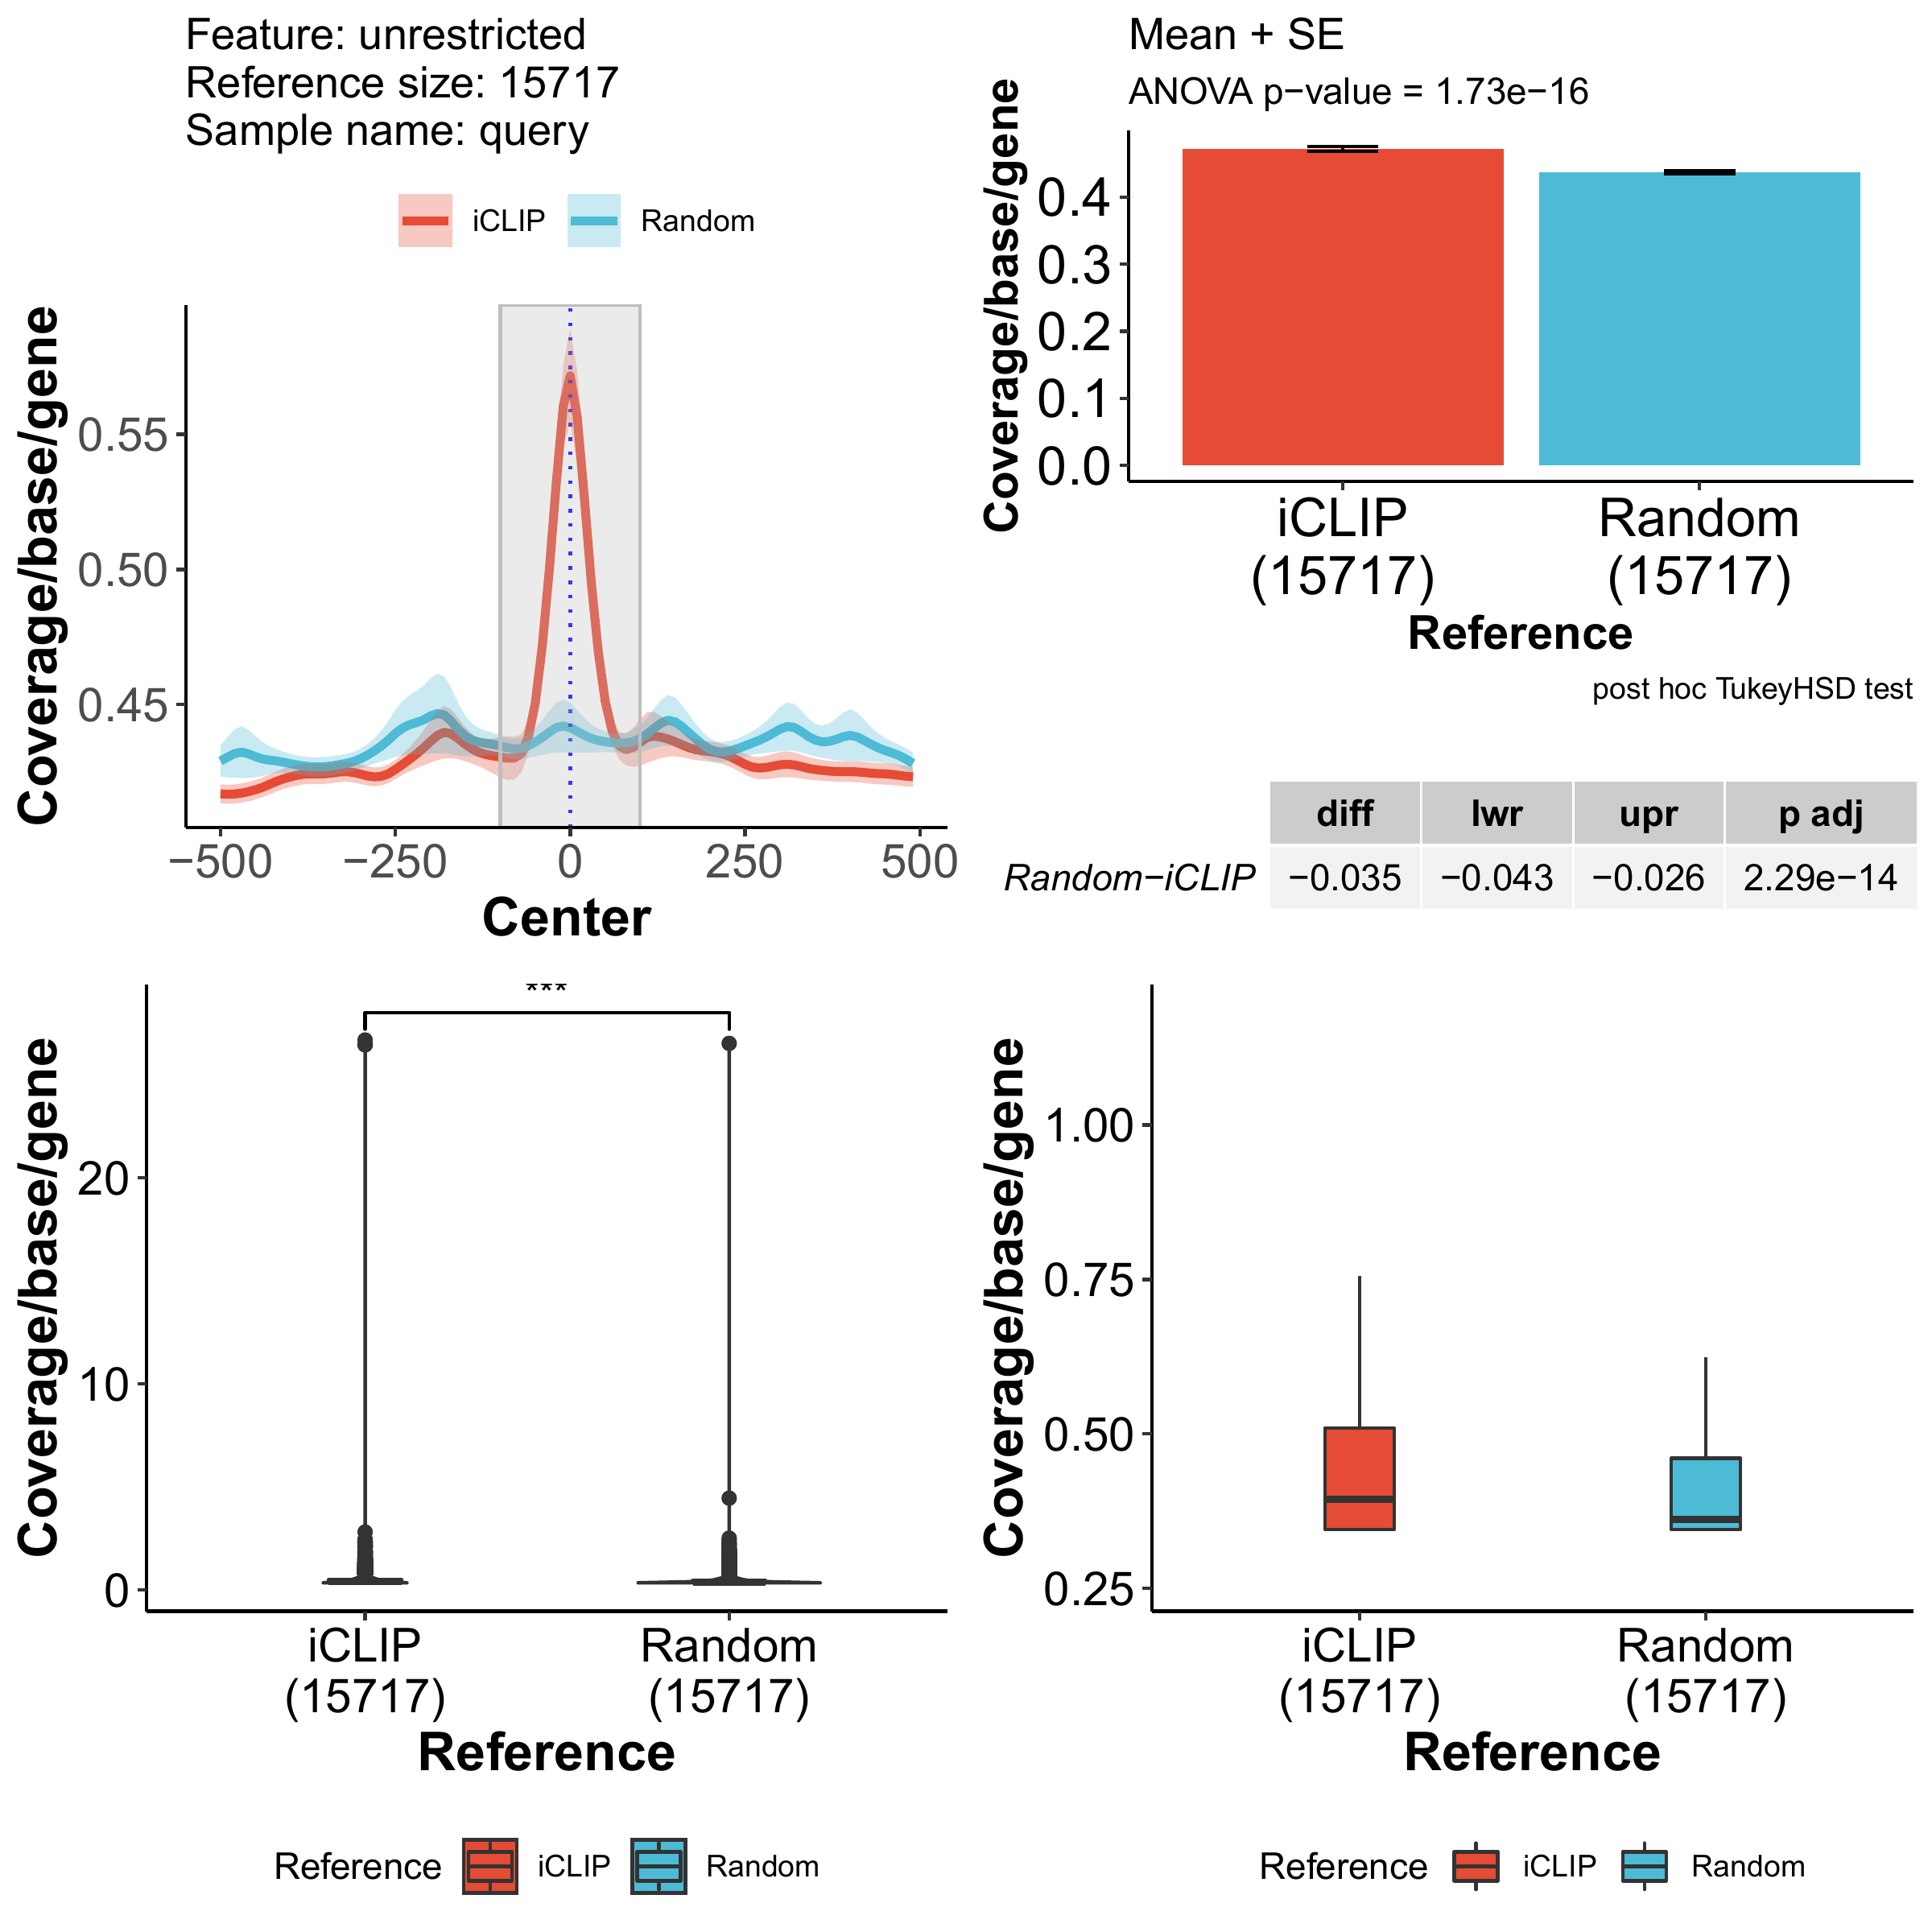 Feature: unrestricted
Reference size: 15717
Sample name: query
iCLIP
Random
Coverage/base/gene
0.55
0.50
0.45
−500
−250
0
250
500
Center
Mean + SE
ANOVA p−value = 1.73e−16
Coverage/base/gene
0.4
0.3
0.2
0.1
0.0
iCLIP
(15717)
Random
(15717)
Reference
post hoc TukeyHSD test
diff lwr upr p adj
Random−iCLIP −0.035 −0.043 −0.026 2.29e−14
Coverage/base/gene
***
20
10
0
iCLIP
(15717)
Random
(15717)
Reference
Reference iCLIP Random
Coverage/base/gene
1.00
0.75
0.50
0.25
iCLIP
(15717)
Random
(15717)
Reference
Reference iCLIP Random